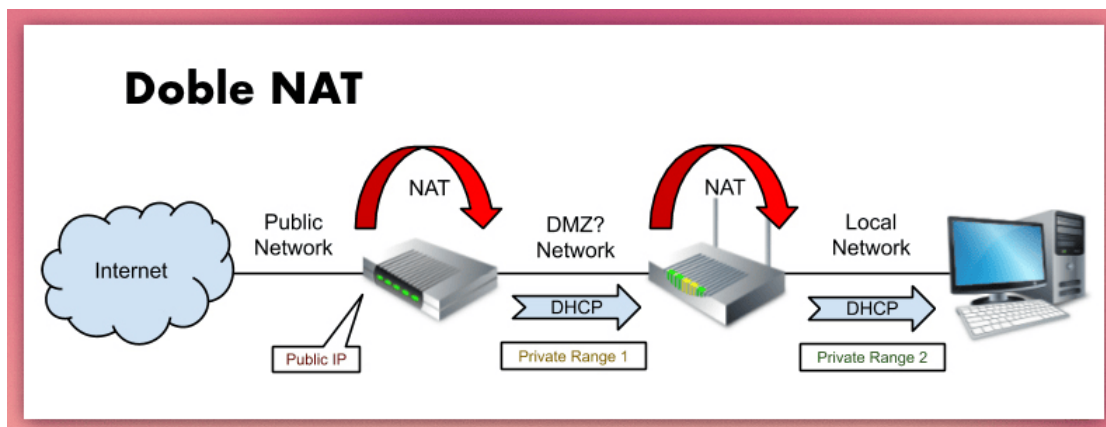 Doble NAT
NAT
NAT
Public
Network
DMZ?
Network
Local
Network
Internet
DHCP
DHCP
Public IP
Private Range 1
Private Range 2